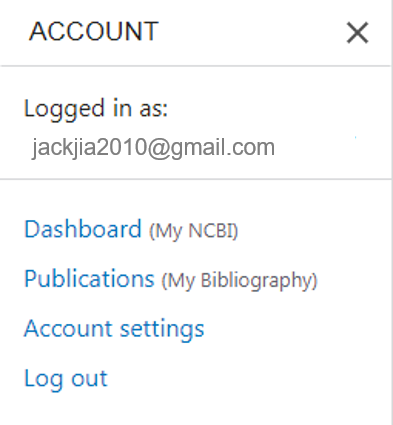 ACCOUNT
Logged in as:
jackjia2010@gmail.com
Dashboard (My NCBI)
Publications (My Bibliography)
Account settings
Log out